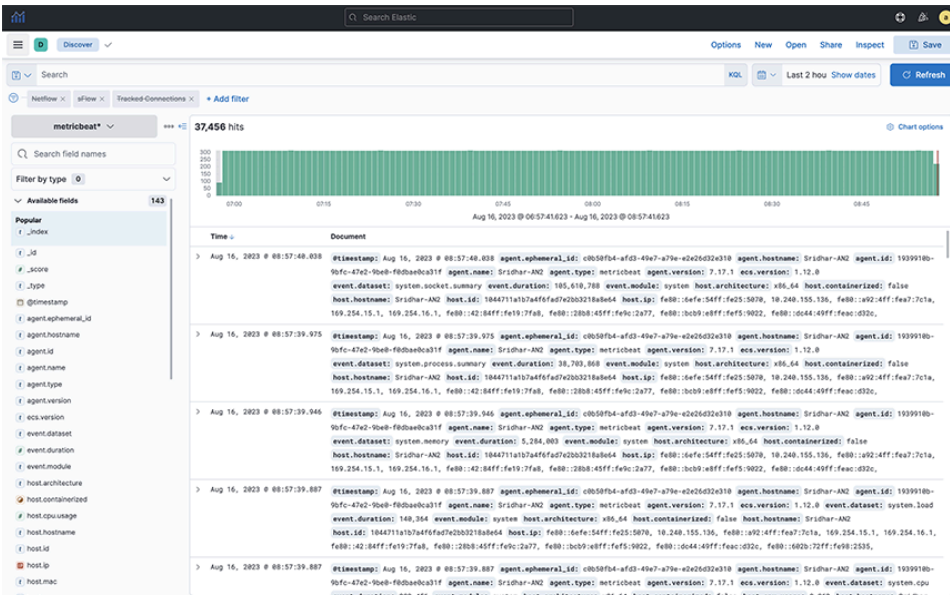 Search Elastic
D Discover
Options New Open Share Inspect Save
Search
KQL
Last 2 hou Show dates
Refresh
Netflow × sFlow × Tracked-Connections × + Add filter
metricbeat*
37,456 hits
Chart options
Search field names
Filter by type 0
Available fields 143
Popular
_index
_id
_score
_type
@timestamp
agent.ephemeral_id
agent.hostname
agent.id
agent.name
agent.type
agent.version
ecs.version
event.dataset
event.duration
event.module
host.architecture
host.containerized
host.cpu.usage
host.hostname
host.id
host.ip
host.mac
300
250
200
150
100
50
0
07:00 07:15 07:30 07:45 08:00 08:15 08:30 08:45
Aug 16, 2023 @ 06:57:41.623 - Aug 16, 2023 @ 08:57:41.623
Time Document
Aug 16, 2023 @ 08:57:40.038 @timestamp: Aug 16, 2023 @ 08:57:40.038 agent.ephemeral_id: c0b50fb4-afd3-49e7-a79e-e2e26d32e310 agent.hostname: Sridhar-AN2 agent.id: 1939910b-
9bfc-47e2-9be0-f0dbae0ca31f agent.name: Sridhar-AN2 agent.type: metricbeat agent.version: 7.17.1 ecs.version: 1.12.0
event.dataset: system.socket.summary event.duration: 105,610,788 event.module: system host.architecture: x86_64 host.containerized: false
host.hostname: Sridhar-AN2 host.id: 1044711a1b7a4f6fad7e2bb3218a8e64 host.ip: fe80::6efe:54ff:fe25:5070, 10.240.155.136, fe80::a92:4ff:fea7:7c1a,
169.254.15.1, 169.254.16.1, fe80::42:84ff:fe19:7fa8, fe80::28b8:45ff:fe9c:2a77, fe80::bcb9:e8ff:fef5:9022, fe80::dc44:49ff:feac:d32c,
Aug 16, 2023 @ 08:57:39.975 @timestamp: Aug 16, 2023 @ 08:57:39.975 agent.ephemeral_id: c0b50fb4-afd3-49e7-a79e-e2e26d32e310 agent.hostname: Sridhar-AN2 agent.id: 1939910b-
9bfc-47e2-9be0-f0dbae0ca31f agent.name: Sridhar-AN2 agent.type: metricbeat agent.version: 7.17.1 ecs.version: 1.12.0
event.dataset: system.process.summary event.duration: 38,703,868 event.module: system host.architecture: x86_64 host.containerized: false
host.hostname: Sridhar-AN2 host.id: 1044711a1b7a4f6fad7e2bb3218a8e64 host.ip: fe80::6efe:54ff:fe25:5070, 10.240.155.136, fe80::a92:4ff:fea7:7c1a,
169.254.15.1, 169.254.16.1, fe80::42:84ff:fe19:7fa8, fe80::28b8:45ff:fe9c:2a77, fe80::bcb9:e8ff:fef5:9022, fe80::dc44:49ff:feac:d32c,
Aug 16, 2023 @ 08:57:39.946 @timestamp: Aug 16, 2023 @ 08:57:39.946 agent.ephemeral_id: c0b50fb4-afd3-49e7-a79e-e2e26d32e310 agent.hostname: Sridhar-AN2 agent.id: 1939910b-
9bfc-47e2-9be0-f0dbae0ca31f agent.name: Sridhar-AN2 agent.type: metricbeat agent.version: 7.17.1 ecs.version: 1.12.0
event.dataset: system.memory event.duration: 5,284,003 event.module: system host.architecture: x86_64 host.containerized: false
host.hostname: Sridhar-AN2 host.id: 1044711a1b7a4f6fad7e2bb3218a8e64 host.ip: fe80::6efe:54ff:fe25:5070, 10.240.155.136, fe80::a92:4ff:fea7:7c1a,
169.254.15.1, 169.254.16.1, fe80::42:84ff:fe19:7fa8, fe80::28b8:45ff:fe9c:2a77, fe80::bcb9:e8ff:fef5:9022, fe80::dc44:49ff:feac:d32c,
Aug 16, 2023 @ 08:57:39.887 @timestamp: Aug 16, 2023 @ 08:57:39.887 agent.ephemeral_id: c0b50fb4-afd3-49e7-a79e-e2e26d32e310 agent.hostname: Sridhar-AN2 agent.id: 1939910b-
9bfc-47e2-9be0-f0dbae0ca31f agent.name: Sridhar-AN2 agent.type: metricbeat agent.version: 7.17.1 ecs.version: 1.12.0 event.dataset: system.load
event.duration: 140,364 event.module: system host.architecture: x86_64 host.containerized: false host.hostname: Sridhar-AN2
host.id: 1044711a1b7a4f6fad7e2bb3218a8e64 host.ip: fe80::6efe:54ff:fe25:5070, 10.240.155.136, fe80::a92:4ff:fea7:7c1a, 169.254.15.1, 169.254.16.1,
fe80::42:84ff:fe19:7fa8, fe80::28b8:45ff:fe9c:2a77, fe80::bcb9:e8ff:fef5:9022, fe80::dc44:49ff:feac:d32c, fe80::602b:72ff:fe98:2535,
Aug 16, 2023 @ 08:57:39.887 @timestamp: Aug 16, 2023 @ 08:57:39.887 agent.ephemeral_id: c0b50fb4-afd3-49e7-a79e-e2e26d32e310 agent.hostname: Sridhar-AN2 agent.id: 1939910b-
9bfc-47e2-9be0-f0dbae0ca31f agent.name: Sridhar-AN2 agent.type: metricbeat agent.version: 7.17.1 ecs.version: 1.12.0 event.dataset: system.cpu